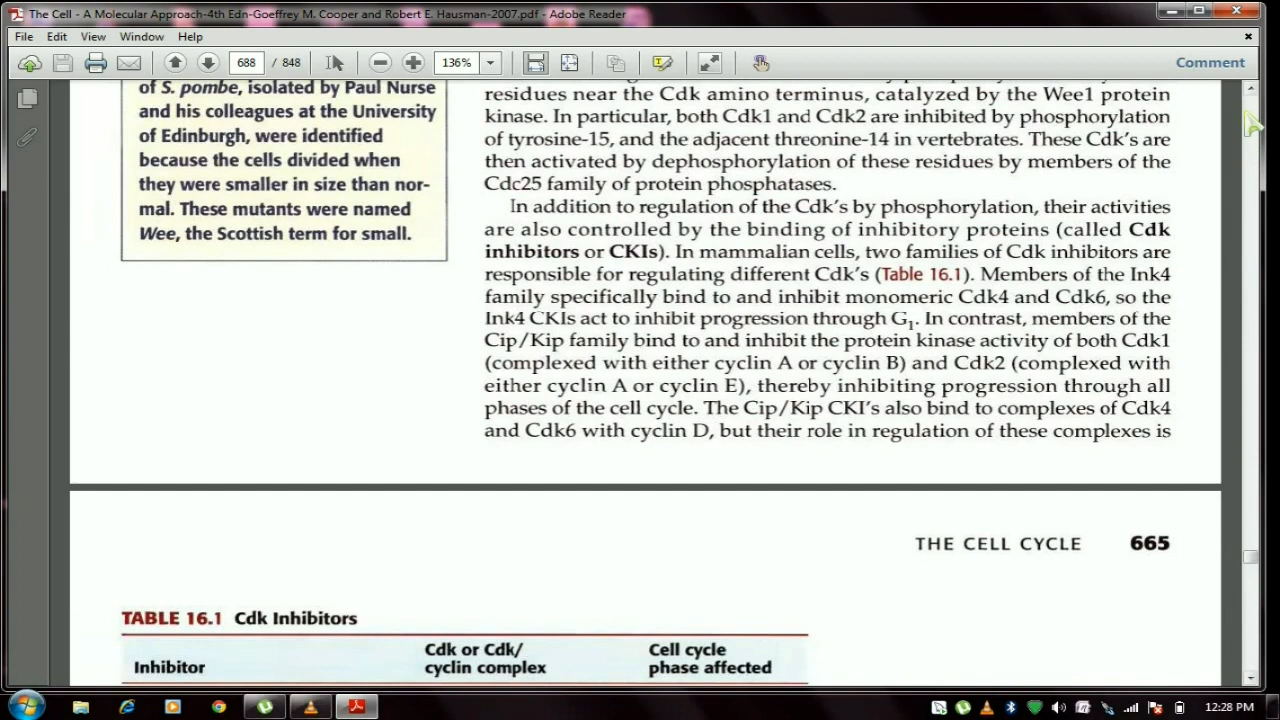 The Cell - A Molecular Approach-4th Edn-Goeffrey M. Cooper and Robert E. Hausman-2007.pdf - Adobe Reader
File Edit View Window Help
688 / 848 136% Comment
of S. pombe, isolated by Paul Nurse
and his colleagues at the University
of Edinburgh, were identified
because the cells divided when
they were smaller in size than nor-
mal. These mutants were named
Wee, the Scottish term for small.
residues near the Cdk amino terminus, catalyzed by the Wee1 protein
kinase. In particular, both Cdk1 and Cdk2 are inhibited by phosphorylation
of tyrosine-15, and the adjacent threonine-14 in vertebrates. These Cdk's are
then activated by dephosphorylation of these residues by members of the
Cdc25 family of protein phosphatases.
In addition to regulation of the Cdk's by phosphorylation, their activities
are also controlled by the binding of inhibitory proteins (called Cdk
inhibitors or CKIs). In mammalian cells, two families of Cdk inhibitors are
responsible for regulating different Cdk's (Table 16.1). Members of the Ink4
family specifically bind to and inhibit monomeric Cdk4 and Cdk6, so the
Ink4 CKIs act to inhibit progression through G1. In contrast, members of the
Cip/Kip family bind to and inhibit the protein kinase activity of both Cdk1
(complexed with either cyclin A or cyclin B) and Cdk2 (complexed with
either cyclin A or cyclin E), thereby inhibiting progression through all
phases of the cell cycle. The Cip/Kip CKI's also bind to complexes of Cdk4
and Cdk6 with cyclin D, but their role in regulation of these complexes is
THE CELL CYCLE 665
TABLE 16.1 Cdk Inhibitors
Inhibitor
Cdk or Cdk/
cyclin complex
Cell cycle
phase affected
12:28 PM